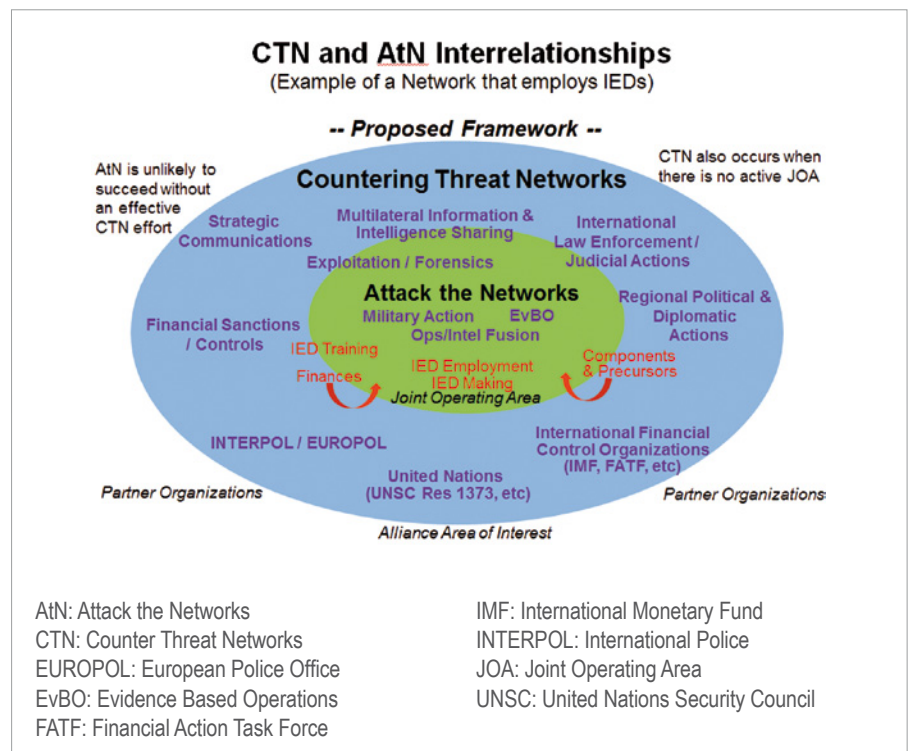 CTN and AtN Interrelationships
(Example of a Network that employs IEDs)
-- Proposed Framework --
AtN is unlikely to
succeed without
an effective
CTN effort
CTN also occurs when
there is no active JOA
Countering Threat Networks
Strategic
Communications
Multilateral Information &
Intelligence Sharing
International
Law Enforcement /
Judicial Actions
Exploitation / Forensics
Attack the Networks
Military Action
EvBO
Ops/Intel Fusion
Regional Political &
Diplomatic
Actions
Financial Sanctions
/ Controls
IED Training
Finances
IED Employment
IED Making
Components
& Precursors
Joint Operating Area
INTERPOL / EUROPOL
International Financial
Control Organizations
(IMF, FATF, etc)
United Nations
(UNSC Res 1373, etc)
Partner Organizations
Partner Organizations
Alliance Area of Interest
AtN: Attack the Networks
CTN: Counter Threat Networks
EUROPOL: European Police Office
EvBO: Evidence Based Operations
FATF: Financial Action Task Force
IMF: International Monetary Fund
INTERPOL: International Police
JOA: Joint Operating Area
UNSC: United Nations Security Council